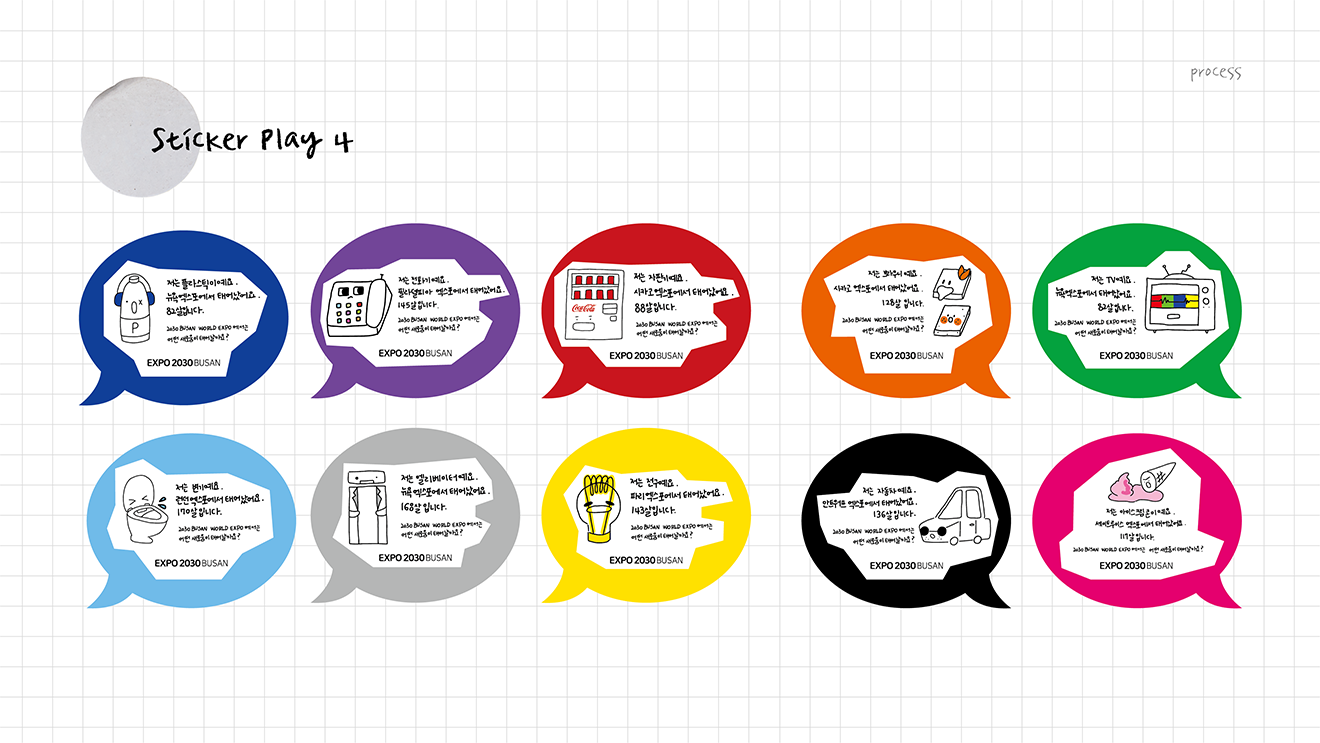 process
Sticker Play 4
저는 플라스틱이예요.
뉴욕엑스포에서 태어났어요.
82살입니다.
2030 BUSAN WORLD EXPO 에서는
어떤 새로움이 태어날까요?
EXPO 2030 BUSAN
저는 전화기예요.
필라델피아 엑스포에서 태어났어요.
145살입니다.
2030 BUSAN WORLD EXPO 에서는
어떤 새로움이 태어날까요?
EXPO 2030 BUSAN
저는 자판기예요.
시카고엑스포에서 태어났어요.
88살입니다.
Coca-Cola
2030 BUSAN WORLD EXPO 에서는
어떤 새로움이 태어날까요?
EXPO 2030 BUSAN
시카고 엑스포에서 태어났어요.
128살 입니다.
2030 BUSAN WORLD EXPO 에서는
어떤 새로움이 태어날까요?
EXPO 2030 BUSAN
저는 TV예요.
뉴욕엑스포에서 태어났어요.
82살입니다.
2030 BUSAN WORLD EXPO 에서는
어떤 새로움이 태어날까요?
EXPO 2030 BUSAN
저는 변기예요.
런던엑스포에서 태어났어요.
170살입니다.
2030 BUSAN WORLD EXPO 에서는
어떤 새로움이 태어날까요?
EXPO 2030 BUSAN
저는 엘리베이터예요.
뉴욕 엑스포에서 태어났어요.
168살 입니다.
2030 BUSAN WORLD EXPO 에서는
어떤 새로움이 태어날까요?
EXPO 2030 BUSAN
저는 전구예요.
파리엑스포에서 태어났어요.
143살입니다.
2030 BUSAN WORLD EXPO 에서는
어떤 새로움이 태어날까요?
EXPO 2030 BUSAN
저는 자동차 예요.
안트워프 엑스포에서 태어났어요.
136살입니다.
2030 BUSAN WORLD EXPO 에서는
어떤 새로움이 태어날까요?
EXPO 2030 BUSAN
저는 아이스크림콘이예요.
세인트루이스 엑스포에서 태어났어요.
117살입니다.
2030 BUSAN WORLD EXPO 에서는 어떤 새로움이 태어날까요?
EXPO 2030 BUSAN